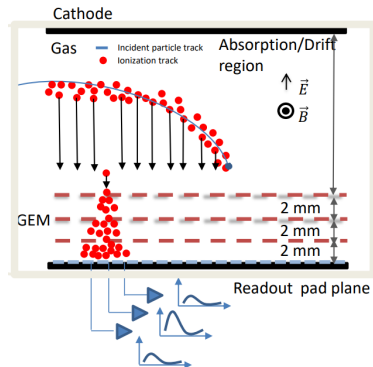 Cathode
Gas
Incident particle track
Ionization track
Absorption/Drift
region
E
B
GEM
2 mm
2 mm
2 mm
Readout pad plane